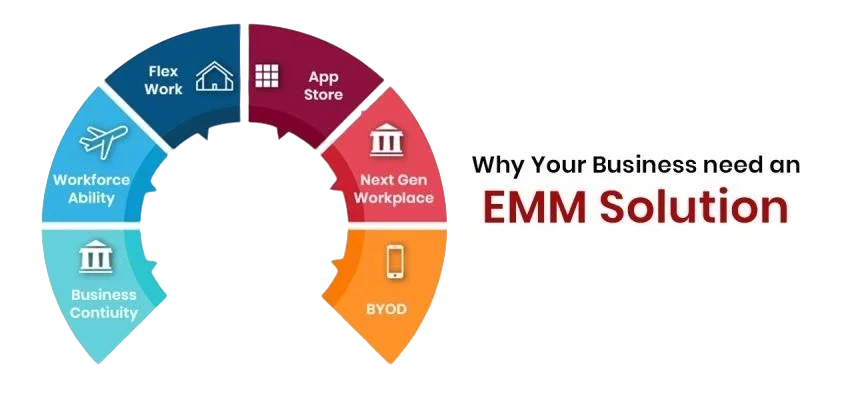 Flex
Work
App
Store
Workforce
Ability
Next Gen
Workplace
Business
Contiuity
BYOD
Why Your Business need an
EMM Solution